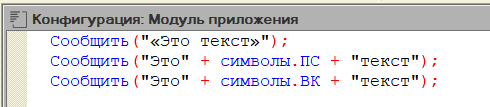 Конфигурация: Модуль приложения
Сообщить("«Это текст»");
Сообщить("Это" + символы.ПС + "текст");
Сообщить("Это" + символы.ВК + "текст");